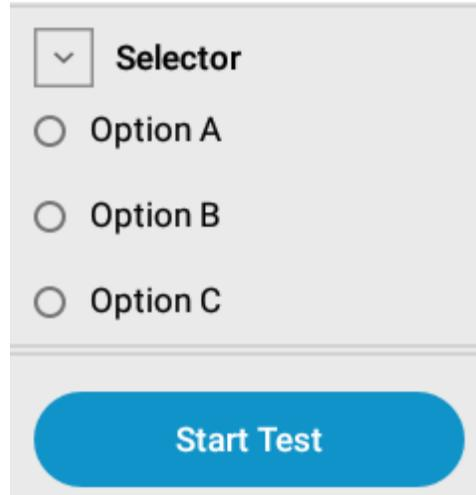 Selector
Option A
Option B
Option C
Start Test